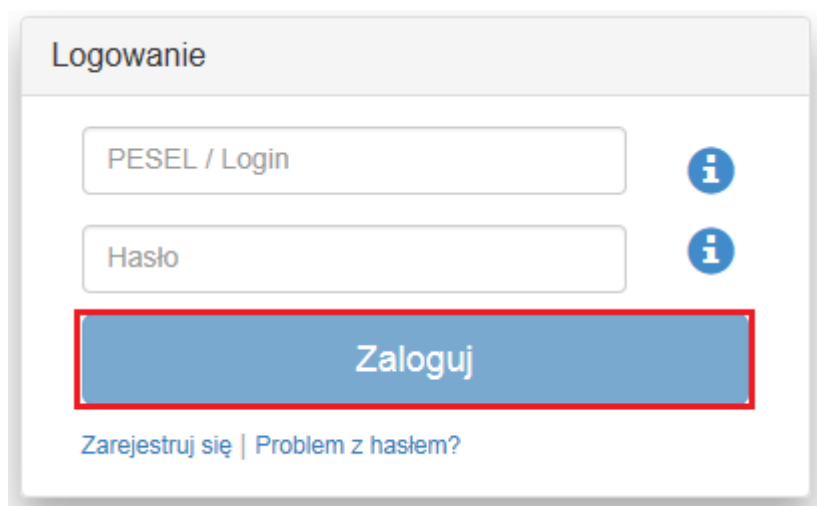 Logowanie
PESEL / Login
Hasło
Zaloguj
Zarejestruj się | Problem z hasłem?